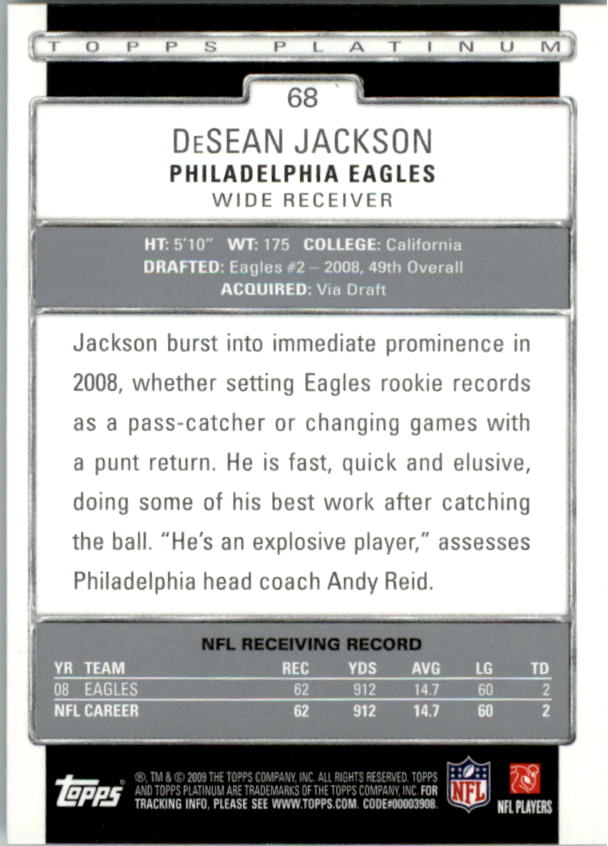 TOPPS PLATINUM
68
DeSEAN JACKSON
PHILADELPHIA EAGLES
WIDE RECEIVER
HT: 5'10" WT: 175 COLLEGE: California
DRAFTED: Eagles #2 – 2008, 49th Overall
ACQUIRED: Via Draft
Jackson burst into immediate prominence in
2008, whether setting Eagles rookie records
as a pass-catcher or changing games with
a punt return. He is fast, quick and elusive,
doing some of his best work after catching
the ball. “He's an explosive player,” assesses
Philadelphia head coach Andy Reid.
NFL RECEIVING RECORD
YR TEAM REC YDS AVG LG TD
08 EAGLES 62 912 14.7 60 2
NFL CAREER 62 912 14.7 60 2
Topps
®, TM & © 2009 THE TOPPS COMPANY, INC. ALL RIGHTS RESERVED. TOPPS
AND TOPPS PLATINUM ARE TRADEMARKS OF THE TOPPS COMPANY, INC. FOR
TRACKING INFO, PLEASE SEE WWW.TOPPS.COM. CODE#00003908.
NFL
NFL PLAYERS